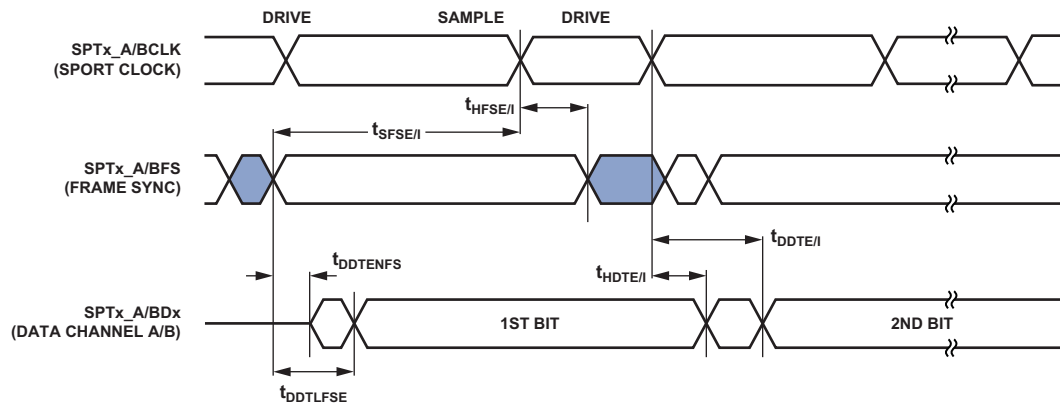 DRIVE SAMPLE DRIVE
SPTx_A/BCLK
(SPORT CLOCK)
tHFSE/I
tSFSE/I
SPTx_A/BFS
(FRAME SYNC)
tDDTE/I
tDDTENFS
tHDTE/I
SPTx_A/BDx
(DATA CHANNEL A/B)
1ST BIT 2ND BIT
tDDTLFSE